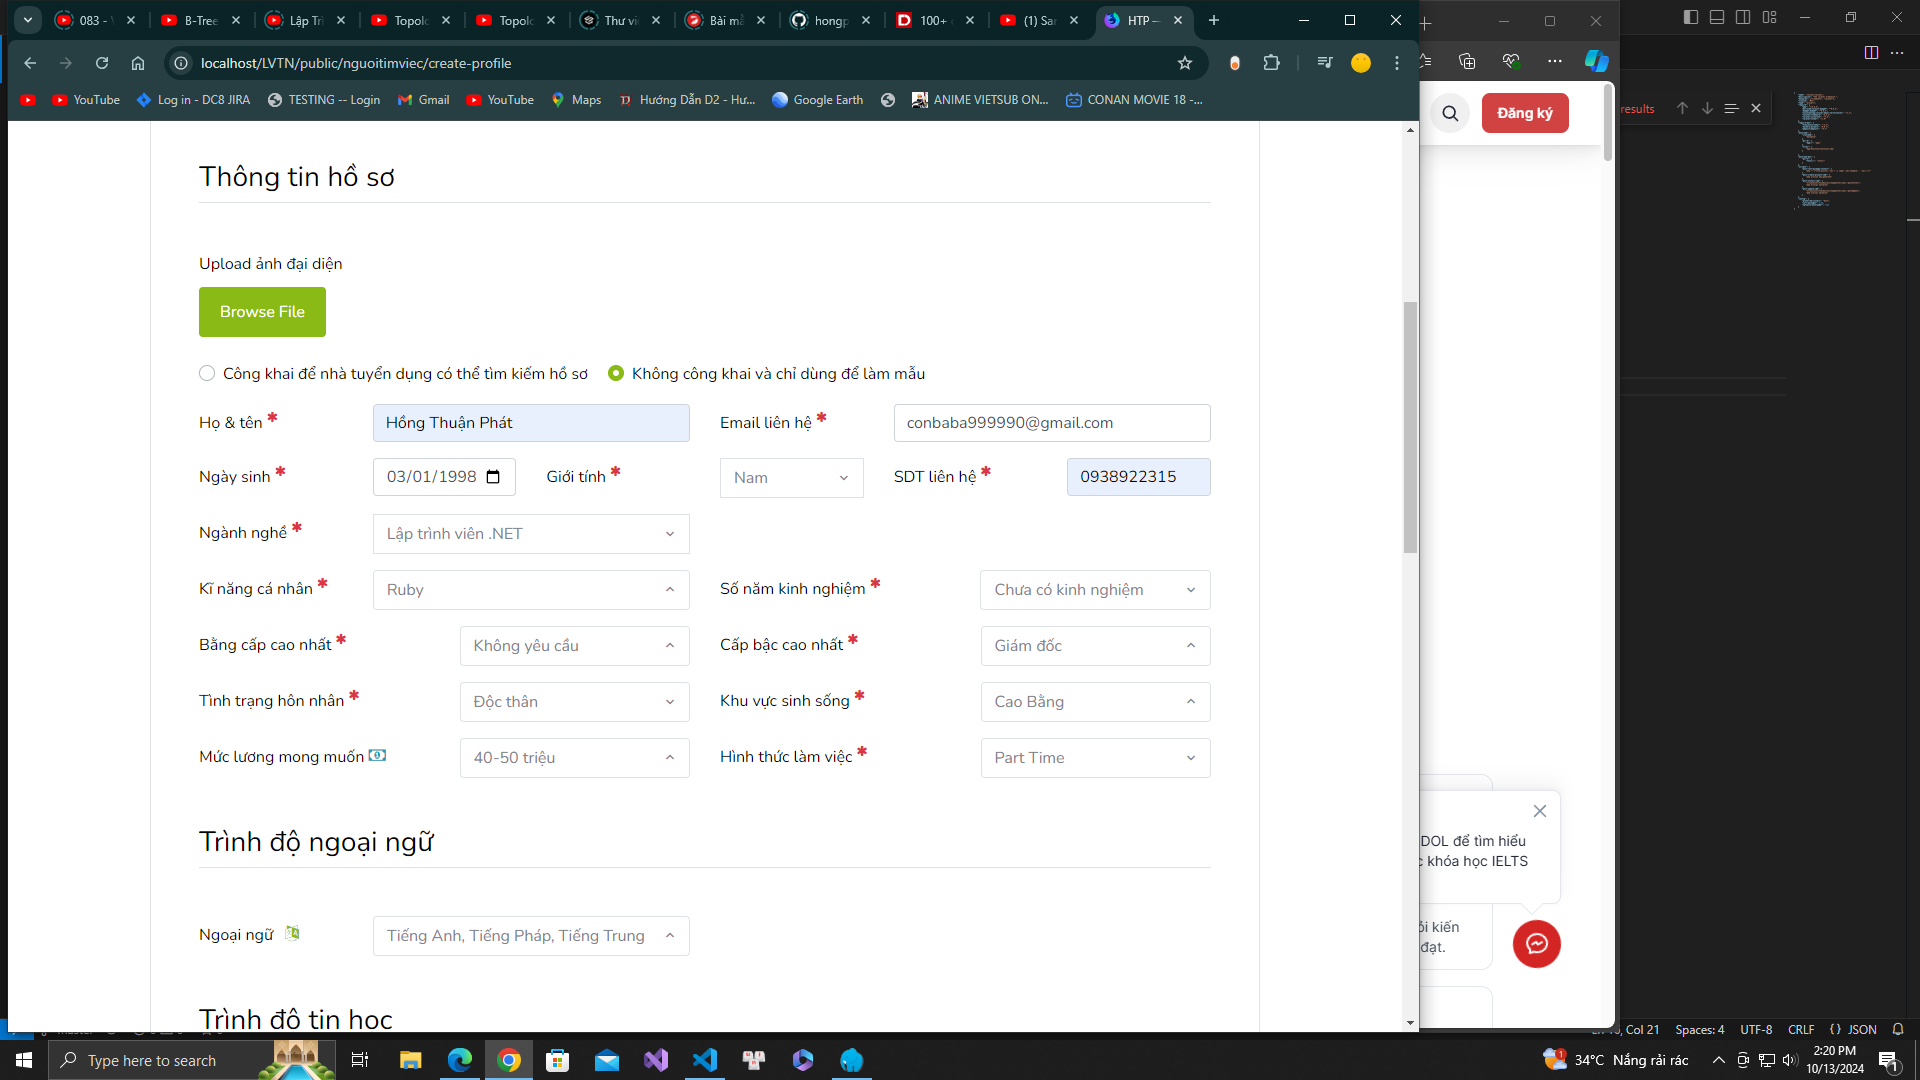 083 - V
B-Tree
Lập Trì
Topolo
Topolo
Thư vi
Bài mẫ
hongp
100+
(1) San
HTP –
localhost/LVTN/public/nguoitimviec/create-profile
YouTube
Log in - DC8 JIRA
TESTING -- Login
Gmail
YouTube
Maps
Hướng Dẫn D2 - Hư...
Google Earth
ANIME VIETSUB ON...
CONAN MOVIE 18 -...
Đăng ký
results
Thông tin hồ sơ
Upload ảnh đại diện
Browse File
Công khai để nhà tuyển dụng có thể tìm kiếm hồ sơ
Không công khai và chỉ dùng để làm mẫu
Họ & tên * Hồng Thuận Phát Email liên hệ * conbaba999990@gmail.com
Ngày sinh * 03/01/1998 Giới tính * Nam SDT liên hệ * 0938922315
Ngành nghề * Lập trình viên .NET
Kĩ năng cá nhân * Ruby Số năm kinh nghiệm * Chưa có kinh nghiệm
Bằng cấp cao nhất * Không yêu cầu Cấp bậc cao nhất * Giám đốc
Tình trạng hôn nhân * Độc thân Khu vực sinh sống * Cao Bằng
Mức lương mong muốn 40-50 triệu Hình thức làm việc * Part Time
Trình độ ngoại ngữ
Ngoại ngữ Tiếng Anh, Tiếng Pháp, Tiếng Trung
Trình độ tin học
DOL để tìm hiểu
khóa học IELTS
kiến
đạt.
Col 21 Spaces: 4 UTF-8 CRLF {} JSON
Type here to search
34°C Nắng rải rác
2:20 PM
10/13/2024
1